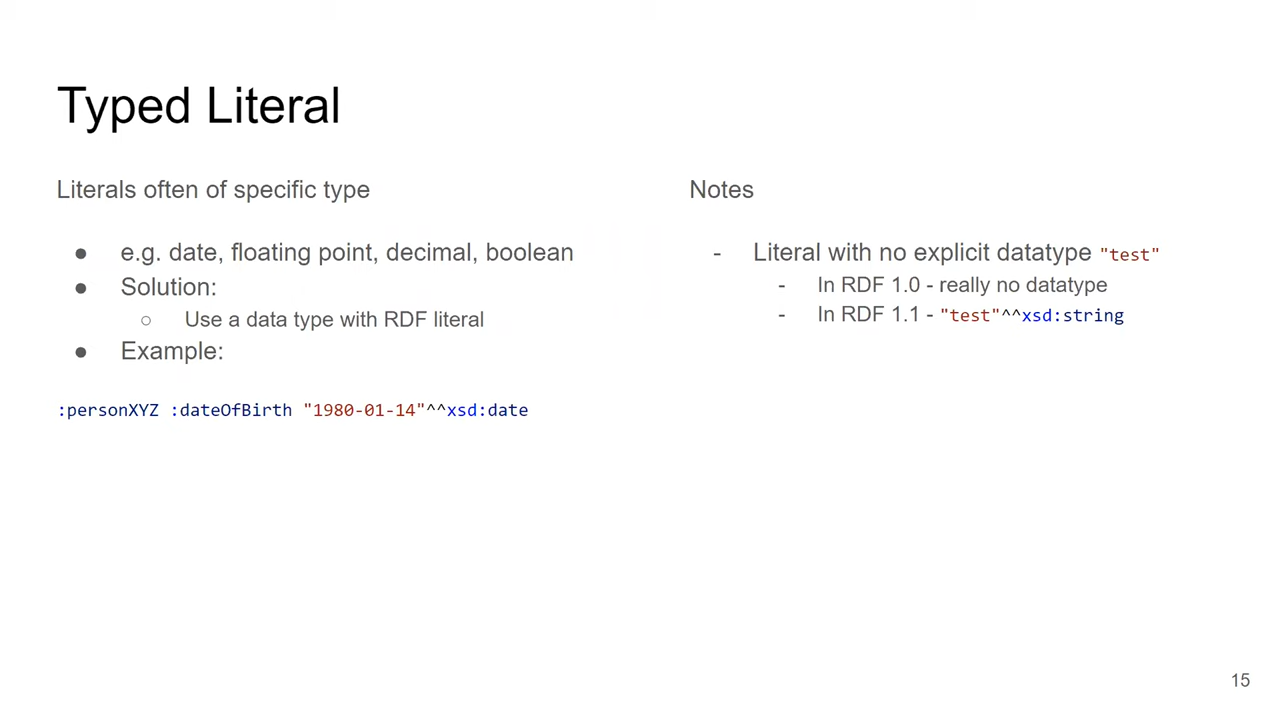 Typed Literal
Literals often of specific type
● e.g. date, floating point, decimal, boolean
● Solution:
○ Use a data type with RDF literal
● Example:
:personXYZ :dateOfBirth "1980-01-14"^^xsd:date
Notes
- Literal with no explicit datatype "test"
- In RDF 1.0 - really no datatype
- In RDF 1.1 - "test"^^xsd:string
15